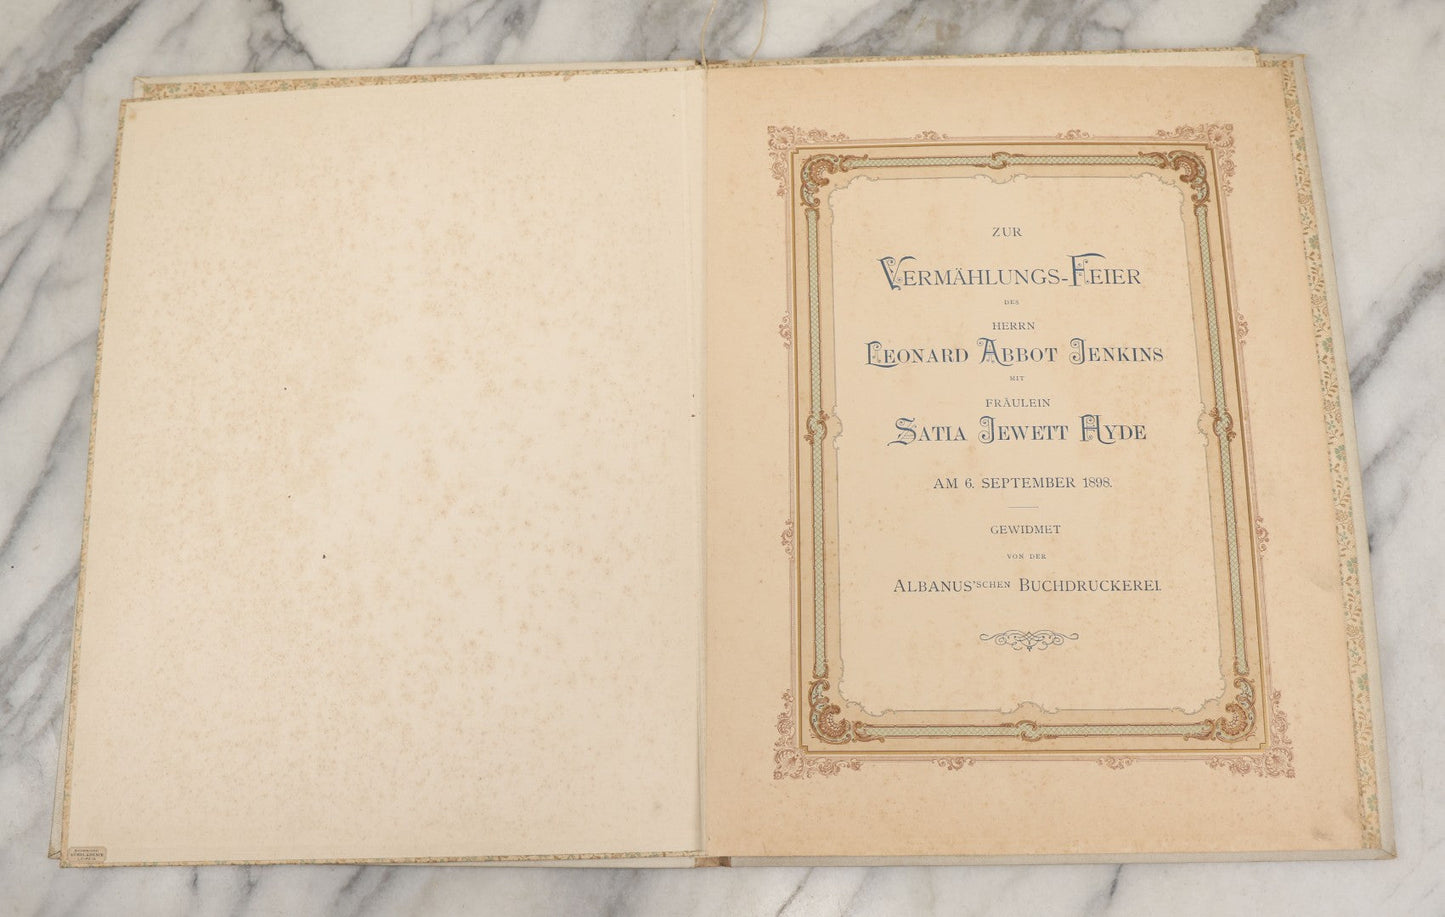 ZUR
VERMÄHLUNGS-FEIER
DES
HERRN
LEONARD ABBOT JENKINS
MIT
FRÄULEIN
SATIA JEWETT HYDE
AM 6. SEPTEMBER 1898.
GEWIDMET
VON DER
ALBANUS'SCHEN BUCHDRUCKEREI.